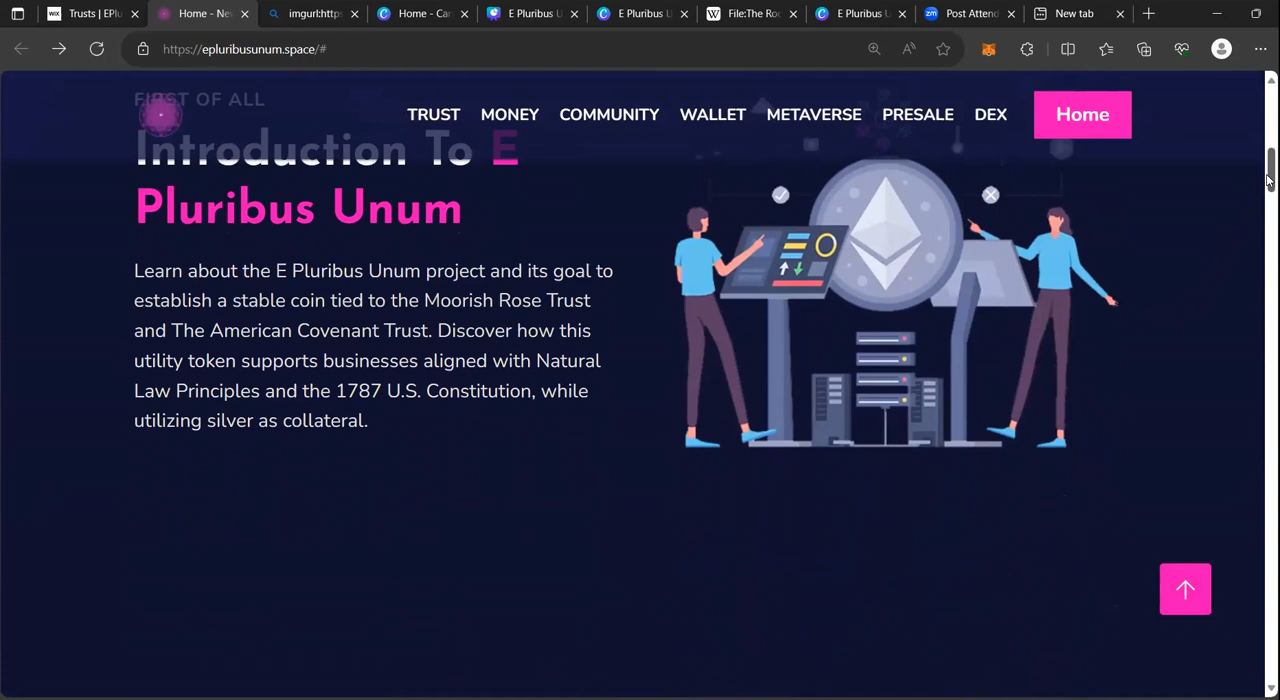 Trusts | EPlu
Home - Nev
imgurl:https
Home - Can
E Pluribus U
E Pluribus U
File:The Roo
E Pluribus U
Post Attend
New tab
https://epluribusunum.space/#
FIRST OF ALL
TRUST MONEY COMMUNITY WALLET METAVERSE PRESALE DEX Home
Introduction To E
Pluribus Unum
Learn about the E Pluribus Unum project and its goal to
establish a stable coin tied to the Moorish Rose Trust
and The American Covenant Trust. Discover how this
utility token supports businesses aligned with Natural
Law Principles and the 1787 U.S. Constitution, while
utilizing silver as collateral.